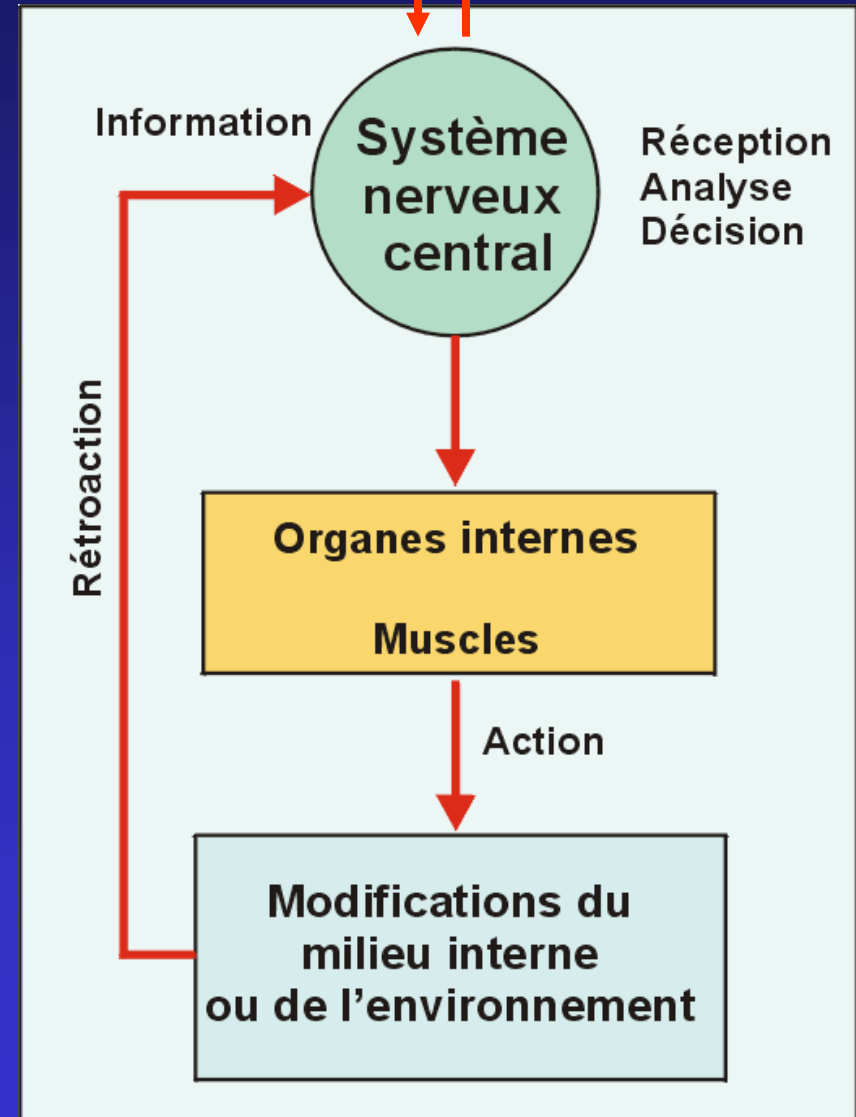 Information
Système
nerveux
central
Réception
Analyse
Décision
Rétroaction
Organes internes
Muscles
Action
Modifications du
milieu interne
ou de l'environnement